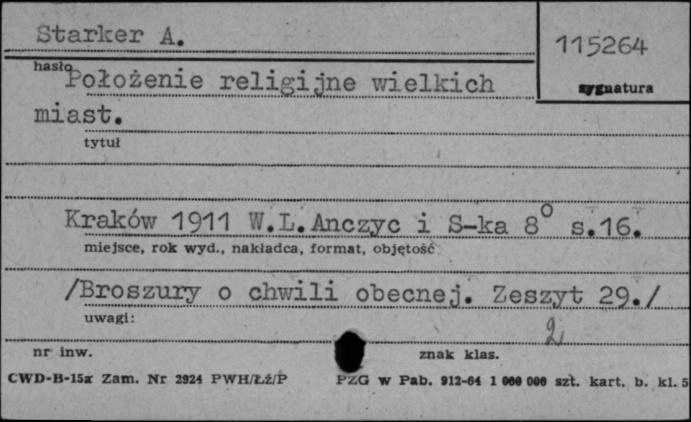 Starker A.
115264
hasło
sygnatura
Położenie religijne wielkich
miast.
tytuł
Kraków 1911 W.L.Anczyc i S-ka 8° s.16.
miejsce, rok wyd., nakładca, format, objętość
/Broszury o chwili obecnej. Zeszyt 29./
uwagi:
2
nr inw.
znak klas.
CWD-B-15x Zam. Nr 2924 PWH/Łź/P PZG w Pab. 912-64 1 000 000 szt. kart. b. kl. 5